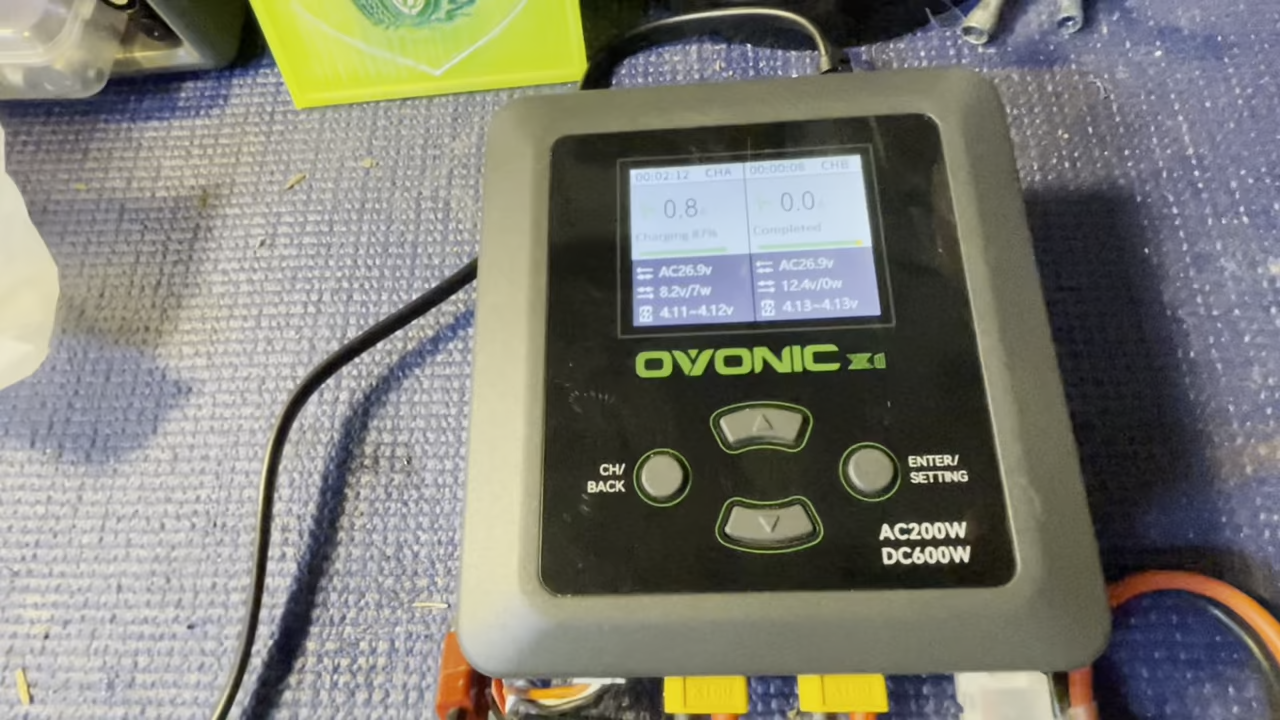 00:02:12 CHA
0.8A
Charging 87%
AC26.9v
8.2v/7w
4.11~4.12v
00:00:08 CHB
0.0A
Completed
AC26.9v
12.4v/0w
4.13~4.13v
OVONIC X1
CH/
BACK
ENTER/
SETTING
AC200W
DC600W